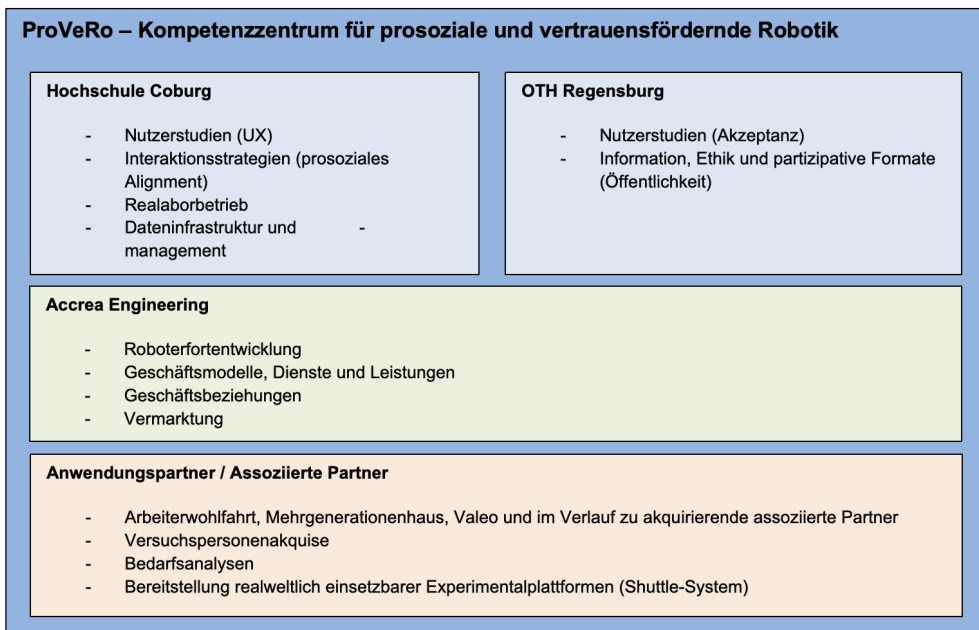 ProVeRo – Kompetenzzentrum für prosoziale und vertrauensfördernde Robotik
Hochschule Coburg
- Nutzerstudien (UX)
- Interaktionsstrategien (prosoziales
Alignment)
- Realaborbetrieb
- Dateninfrastruktur und -
management
OTH Regensburg
- Nutzerstudien (Akzeptanz)
- Information, Ethik und partizipative Formate
(Öffentlichkeit)
Accrea Engineering
- Roboterfortentwicklung
- Geschäftsmodelle, Dienste und Leistungen
- Geschäftsbeziehungen
- Vermarktung
Anwendungspartner / Assoziierte Partner
- Arbeiterwohlfahrt, Mehrgenerationenhaus, Valeo und im Verlauf zu akquirierende assoziierte Partner
- Versuchspersonenakquise
- Bedarfsanalysen
- Bereitstellung realweltlich einsetzbarer Experimentalplattformen (Shuttle-System)